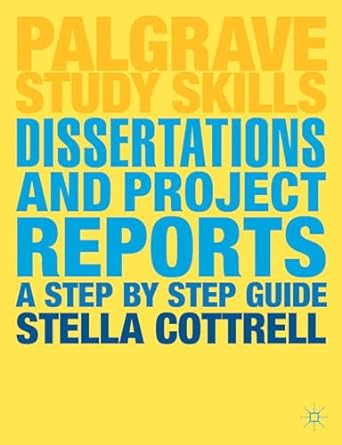 PALGRAVE
STUDY SKILLS
DISSERTATIONS
AND PROJECT
REPORTS
A STEP BY STEP GUIDE
STELLA COTTRELL